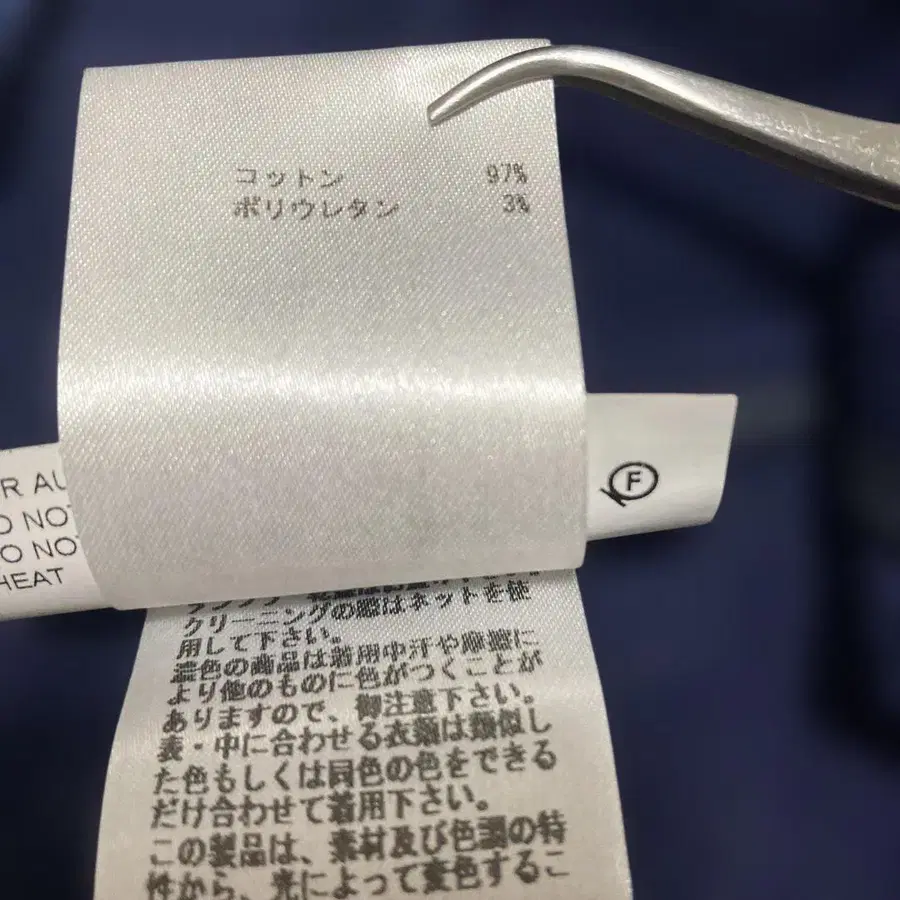 コットン 97%
ポリウレタン 3%
R AU
O NO
O NO
HEAT
F
クリーニングの際はネットを使
用して下さい。
濃色の商品は着用中汗や摩擦に
より他のものに色がつくことが
ありますので、御注意下さい。
表・中に合わせる衣類は類似し
た色もしくは同色の色をできる
だけ合わせて着用下さい。
この製品は、素材及び色調の特
性から、光によって変色するこ